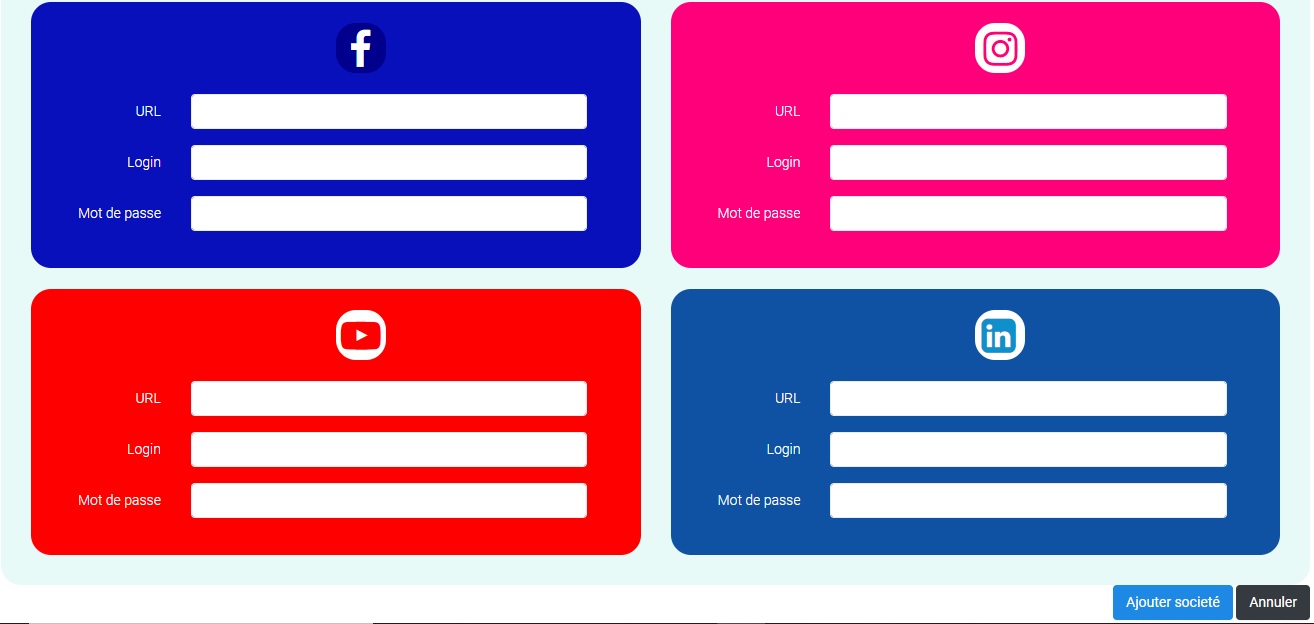 URL
Login
Mot de passe
URL
Login
Mot de passe
URL
Login
Mot de passe
in
URL
Login
Mot de passe
Ajouter societé
Annuler